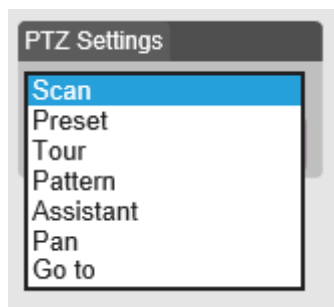 PTZ Settings
Scan
Preset
Tour
Pattern
Assistant
Pan
Go to